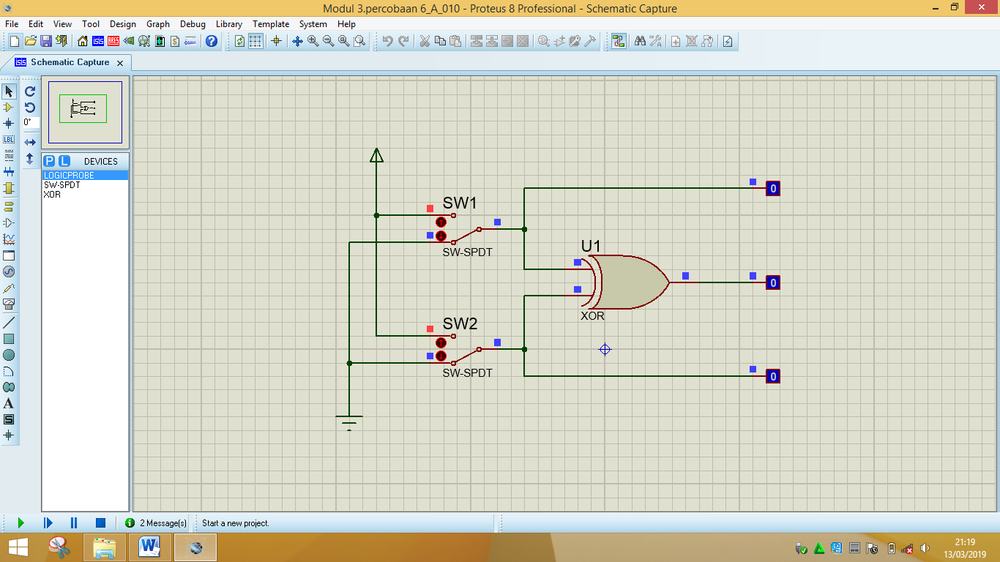 Modul 3.percobaan 6_A_010 - Proteus 8 Professional - Schematic Capture
File Edit View Tool Design Graph Debug Library Template System Help
Schematic Capture
0°
LBL
P L DEVICES
LOGICPROBE
SW-SPDT
XOR
SW1
SW-SPDT
SW2
SW-SPDT
U1
XOR
0
0
0
A
S
2 Message(s) Start a new project.
21:19
13/03/2019